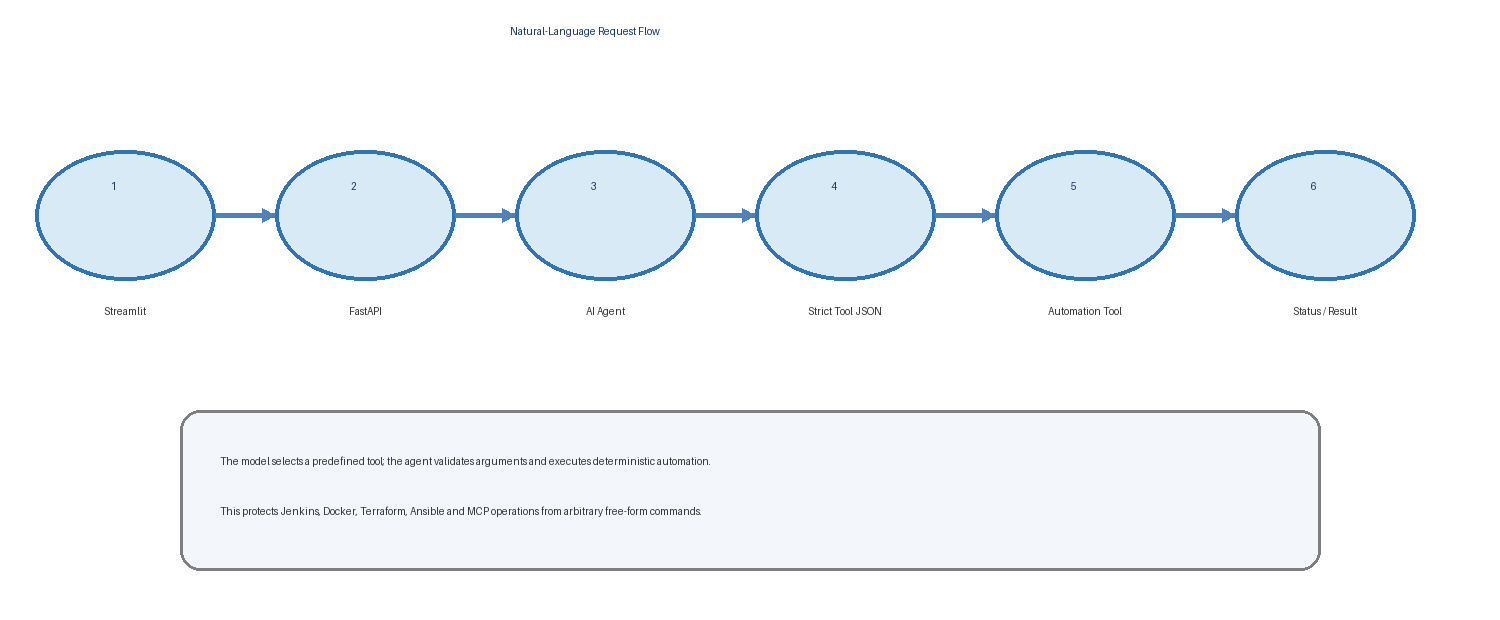 Natural-Language Request Flow
1
2
3
4
5
6
Streamlit
FastAPI
AI Agent
Strict Tool JSON
Automation Tool
Status / Result
The model selects a predefined tool; the agent validates arguments and executes deterministic automation.
This protects Jenkins, Docker, Terraform, Ansible and MCP operations from arbitrary free-form commands.